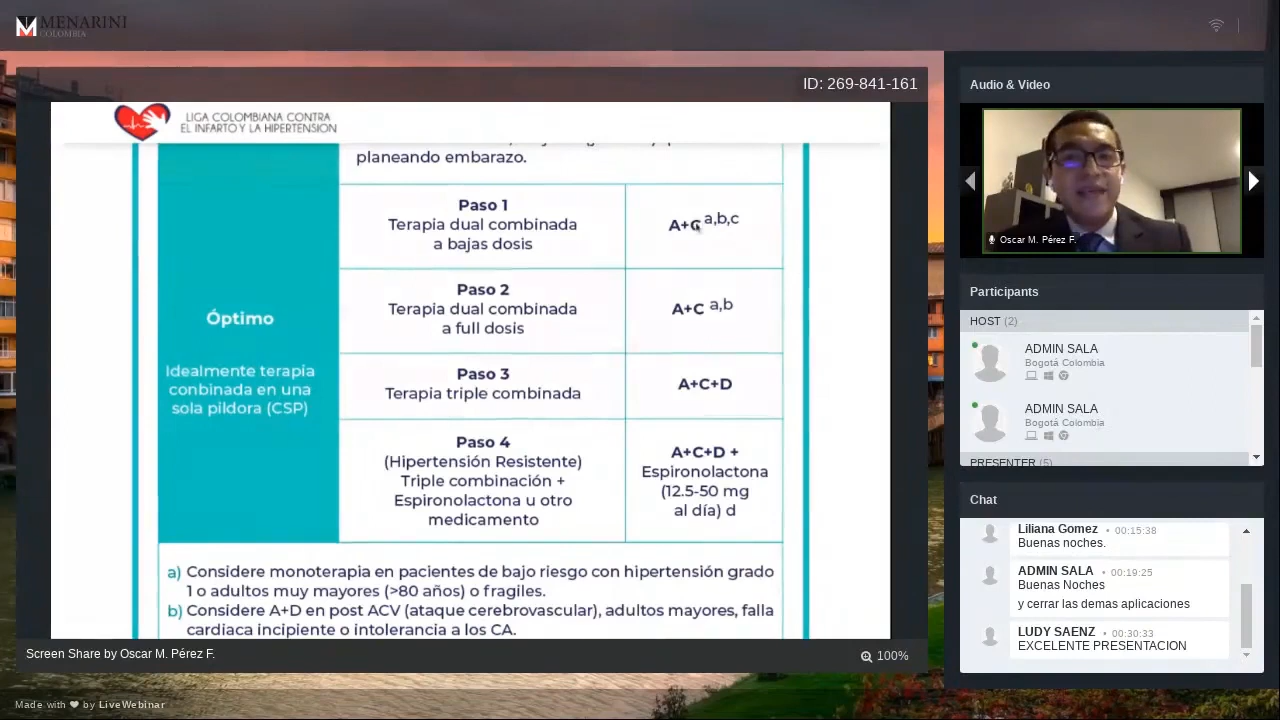 MENARINI
COLOMBIA
ID: 269-841-161
LIGA COLOMBIANA CONTRA
EL INFARTO Y LA HIPERTENSION
planeando embarazo.
Óptimo
Idealmente terapia
conbinada en una
sola pildora (CSP)
Paso 1
Terapia dual combinada
a bajas dosis
A+C a,b,c
Paso 2
Terapia dual combinada
a full dosis
A+C a,b
Paso 3
Terapia triple combinada
A+C+D
Paso 4
(Hipertensión Resistente)
Triple combinación +
Espironolactona u otro
medicamento
A+C+D +
Espironolactona
(12.5-50 mg
al día) d
a) Considere monoterapia en pacientes de bajo riesgo con hipertensión grado
1 o adultos muy mayores (>80 años) o fragiles.
b) Considere A+D en post ACV (ataque cerebrovascular), adultos mayores, falla
cardiaca incipiente o intolerancia a los CA.
Screen Share by Oscar M. Pérez F.
100%
Made with ❤ by LiveWebinar
Audio & Video
Oscar M. Pérez F.
Participants
HOST (2)
ADMIN SALA
Bogotá Colombia
ADMIN SALA
Bogotá Colombia
PRESENTER (5)
Chat
Liliana Gomez • 00:15:38
Buenas noches.
ADMIN SALA • 00:19:25
Buenas Noches
y cerrar las demas aplicaciones
LUDY SAENZ • 00:30:33
EXCELENTE PRESENTACION